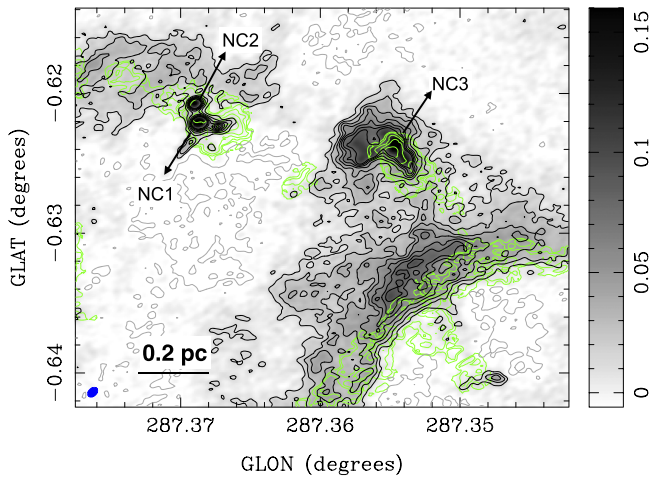 NC2
NC3
NC1
0.2 pc
−0.62
−0.63
−0.64
GLAT (degrees)
287.37
287.36
287.35
GLON (degrees)
0.15
0.1
0.05
0